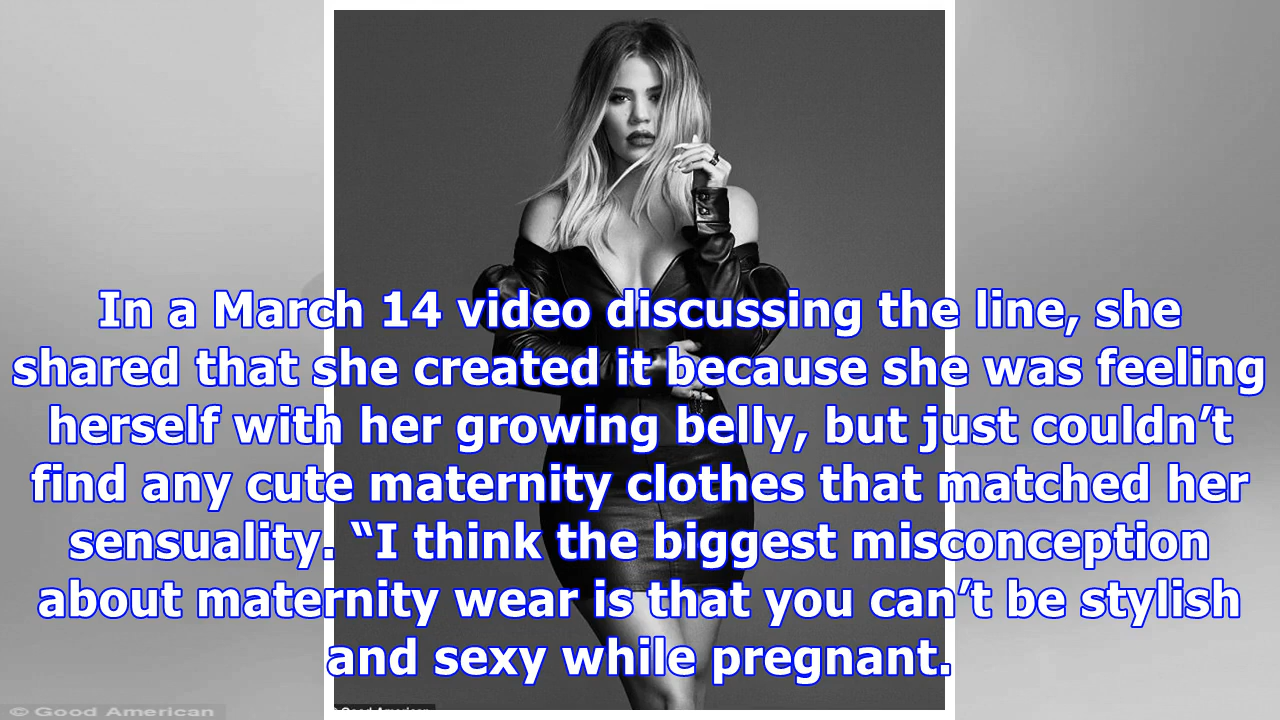 In a March 14 video discussing the line, she
shared that she created it because she was feeling
herself with her growing belly, but just couldn’t
find any cute maternity clothes that matched her
sensuality. “I think the biggest misconception
about maternity wear is that you can’t be stylish
and sexy while pregnant.
© Good American
© Good American